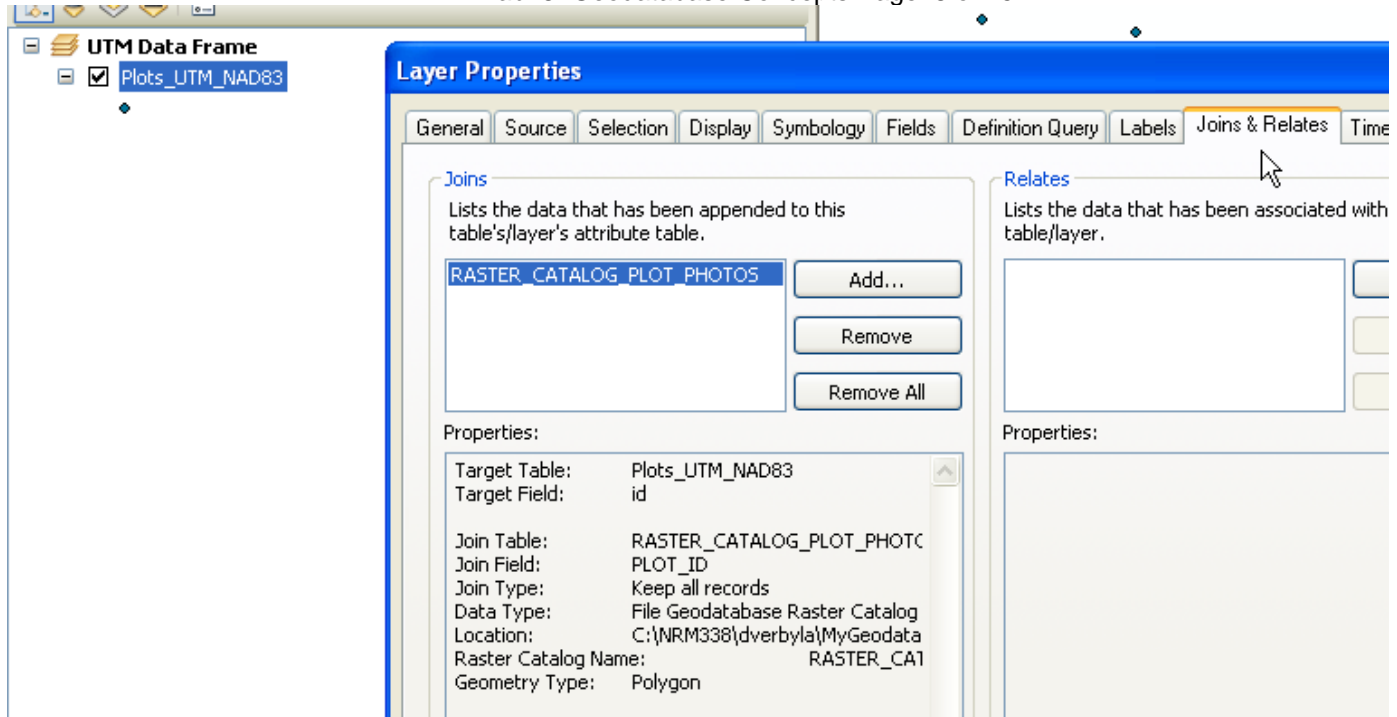 UTM Data Frame
Plots_UTM_NAD83
Layer Properties
General Source Selection Display Symbology Fields Definition Query Labels Joins & Relates Time
Joins
Lists the data that has been appended to this
table's/layer's attribute table.
RASTER_CATALOG_PLOT_PHOTOS
Add...
Remove
Remove All
Properties:
Target Table: Plots_UTM_NAD83
Target Field: id
Join Table: RASTER_CATALOG_PLOT_PHOTO
Join Field: PLOT_ID
Join Type: Keep all records
Data Type: File Geodatabase Raster Catalog
Location: C:\NRM338\dverbyla\MyGeodata
Raster Catalog Name: RASTER_CAT
Geometry Type: Polygon
Relates
Lists the data that has been associated with
table/layer.
Properties: